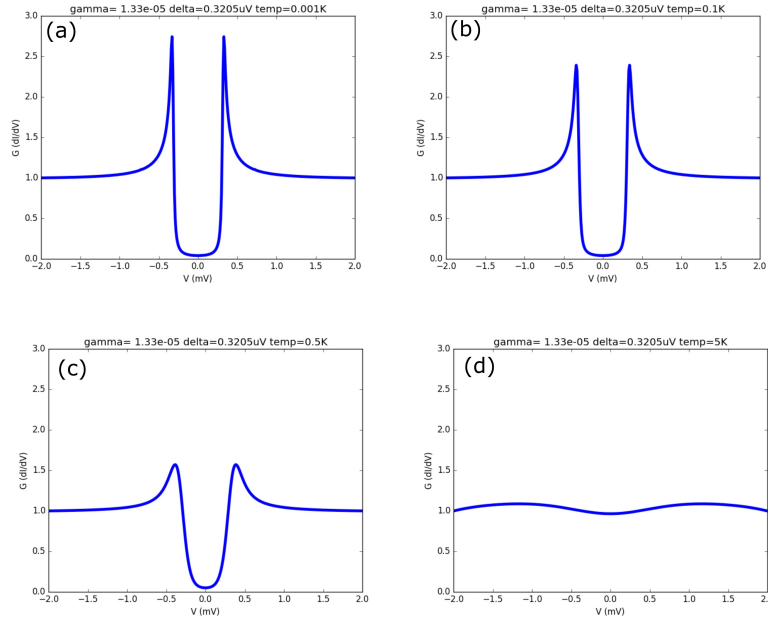 gamma= 1.33e-05 delta=0.3205uV temp=0.001K
(a)
3.0
2.5
2.0
1.5
1.0
0.5
0.0
G (dI/dV)
−2.0 −1.5 −1.0 −0.5 0.0 0.5 1.0 1.5 2.0
V (mV)
gamma= 1.33e-05 delta=0.3205uV temp=0.1K
(b)
3.0
2.5
2.0
1.5
1.0
0.5
0.0
G (dI/dV)
−2.0 −1.5 −1.0 −0.5 0.0 0.5 1.0 1.5 2.0
V (mV)
gamma= 1.33e-05 delta=0.3205uV temp=0.5K
(c)
3.0
2.5
2.0
1.5
1.0
0.5
0.0
G (dI/dV)
−2.0 −1.5 −1.0 −0.5 0.0 0.5 1.0 1.5 2.0
V (mV)
gamma= 1.33e-05 delta=0.3205uV temp=5K
(d)
3.0
2.5
2.0
1.5
1.0
0.5
0.0
G (dI/dV)
−2.0 −1.5 −1.0 −0.5 0.0 0.5 1.0 1.5 2.0
V (mV)